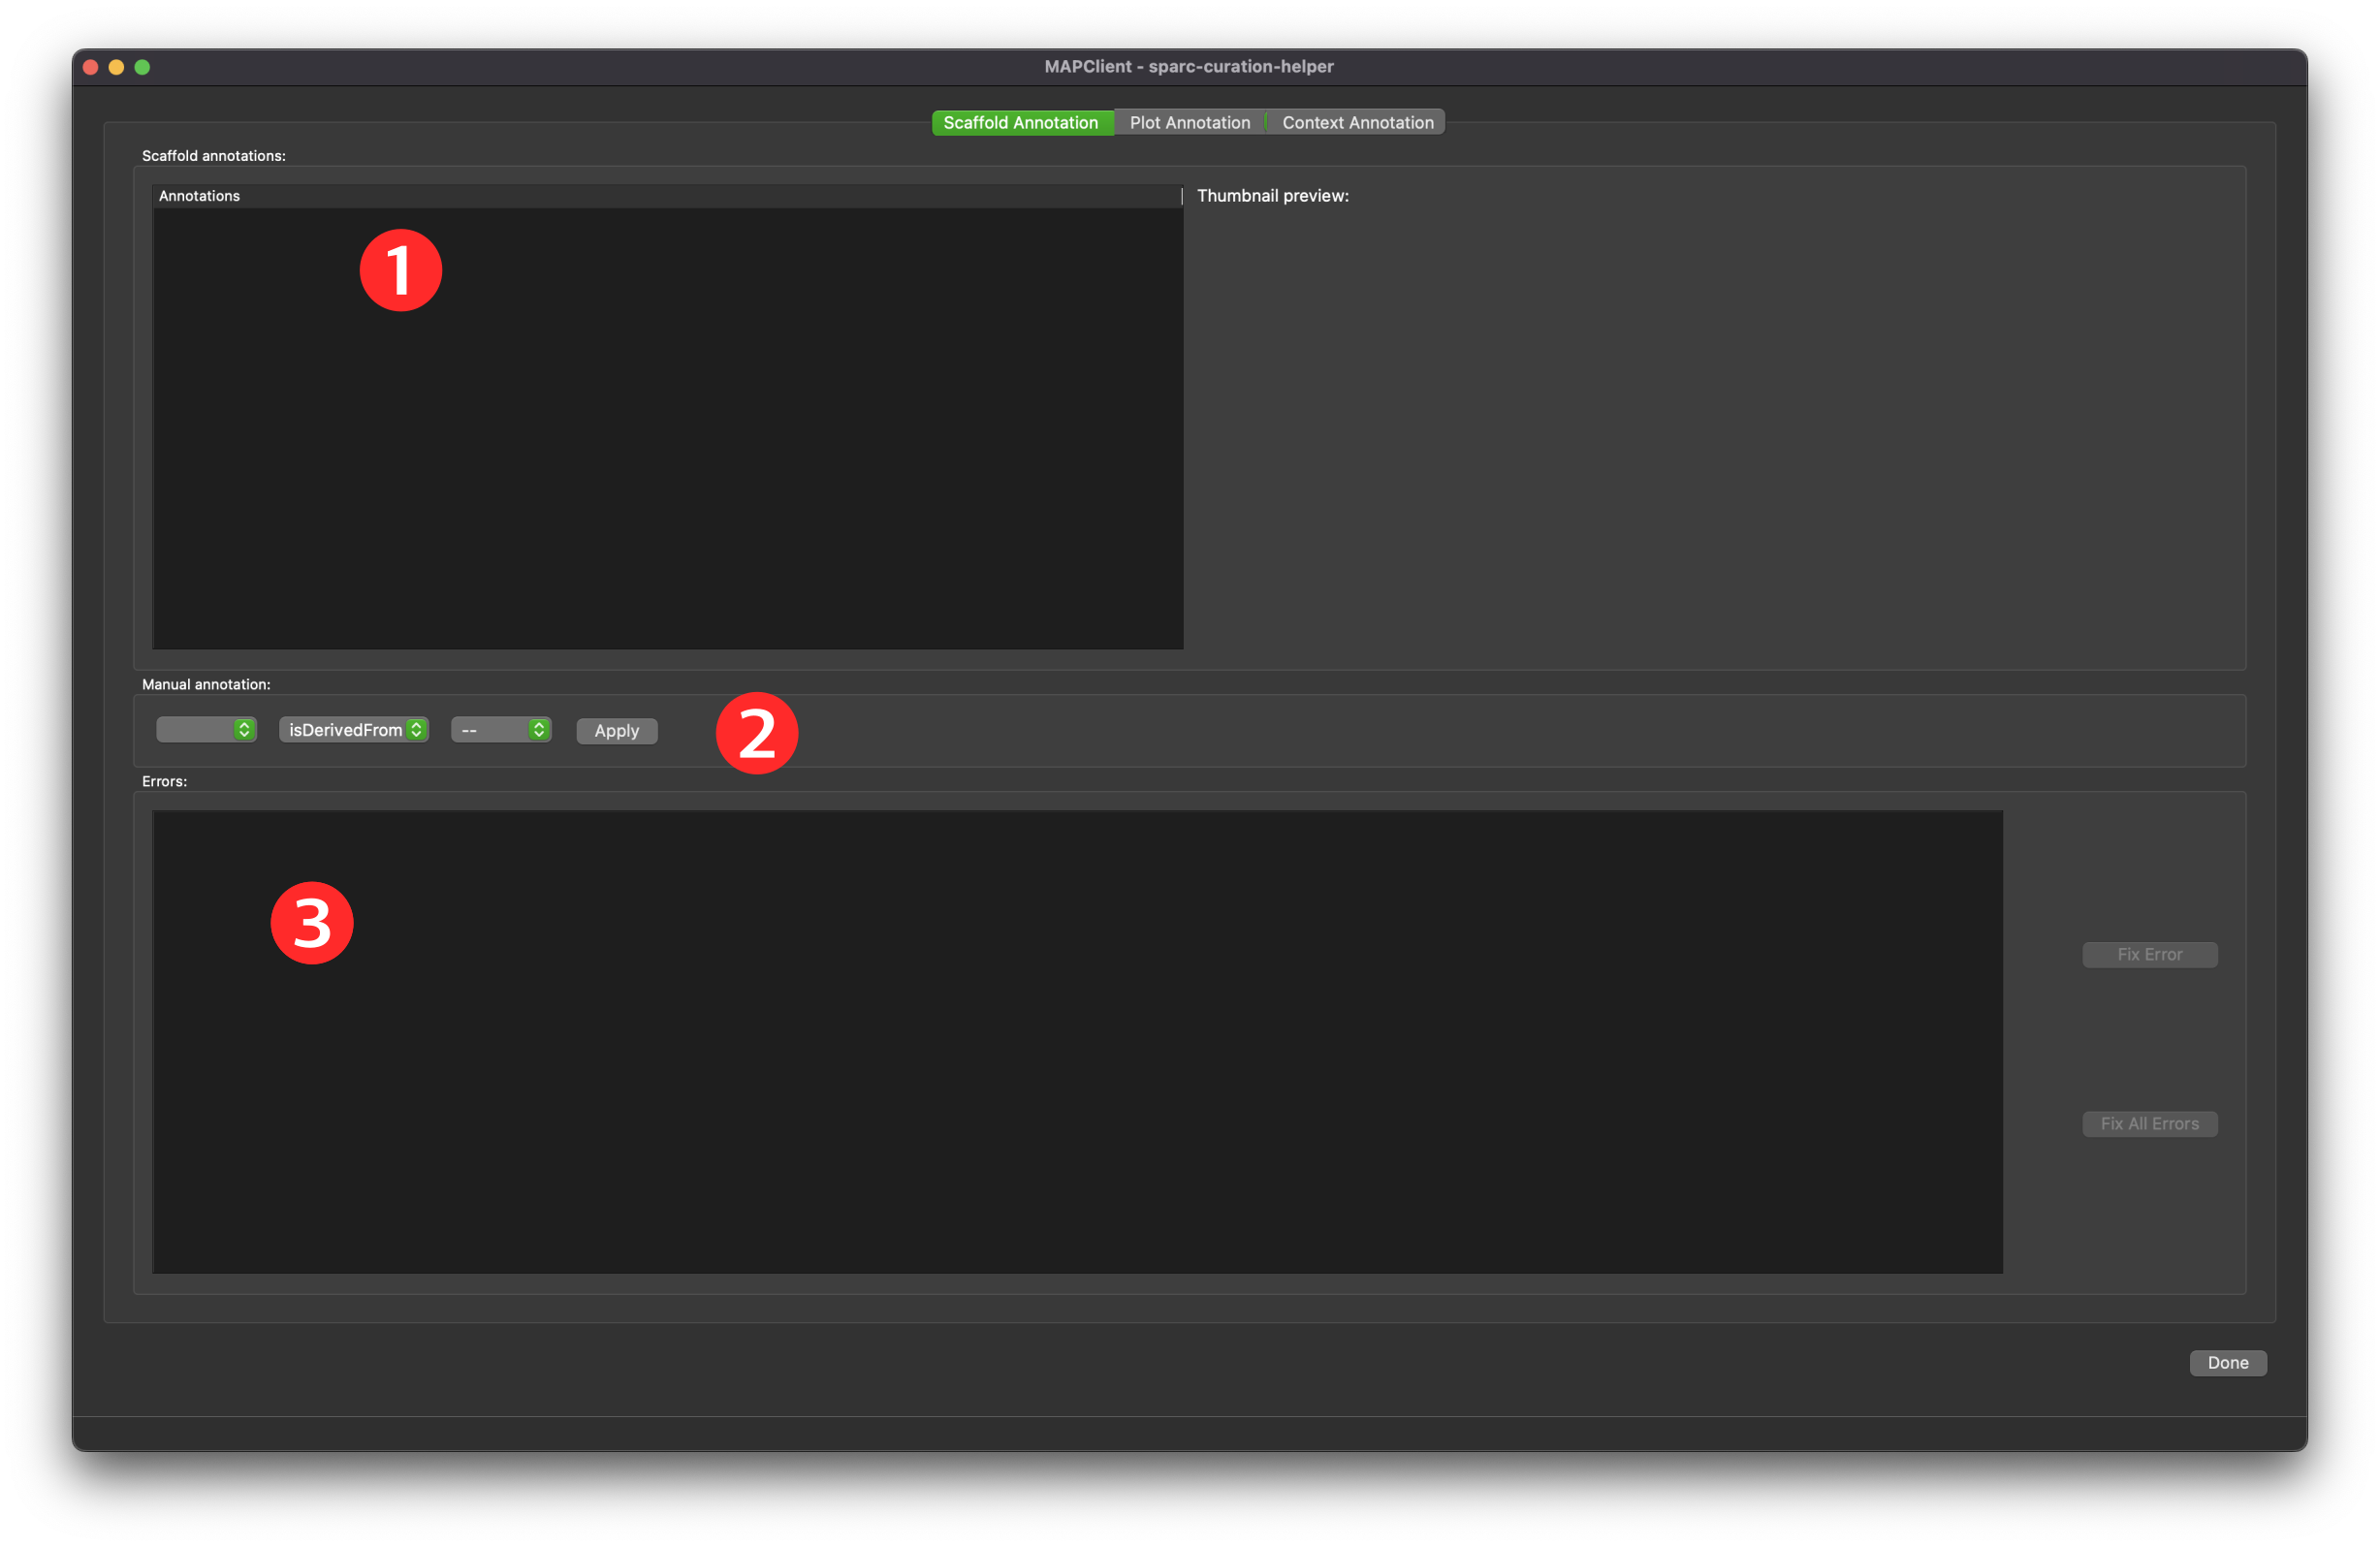 MAPClient - sparc-curation-helper
Scaffold Annotation Plot Annotation Context Annotation
Scaffold annotations:
Annotations
Thumbnail preview:
1
Manual annotation:
isDerivedFrom -- Apply
2
Errors:
3
Fix Error
Fix All Errors
Done